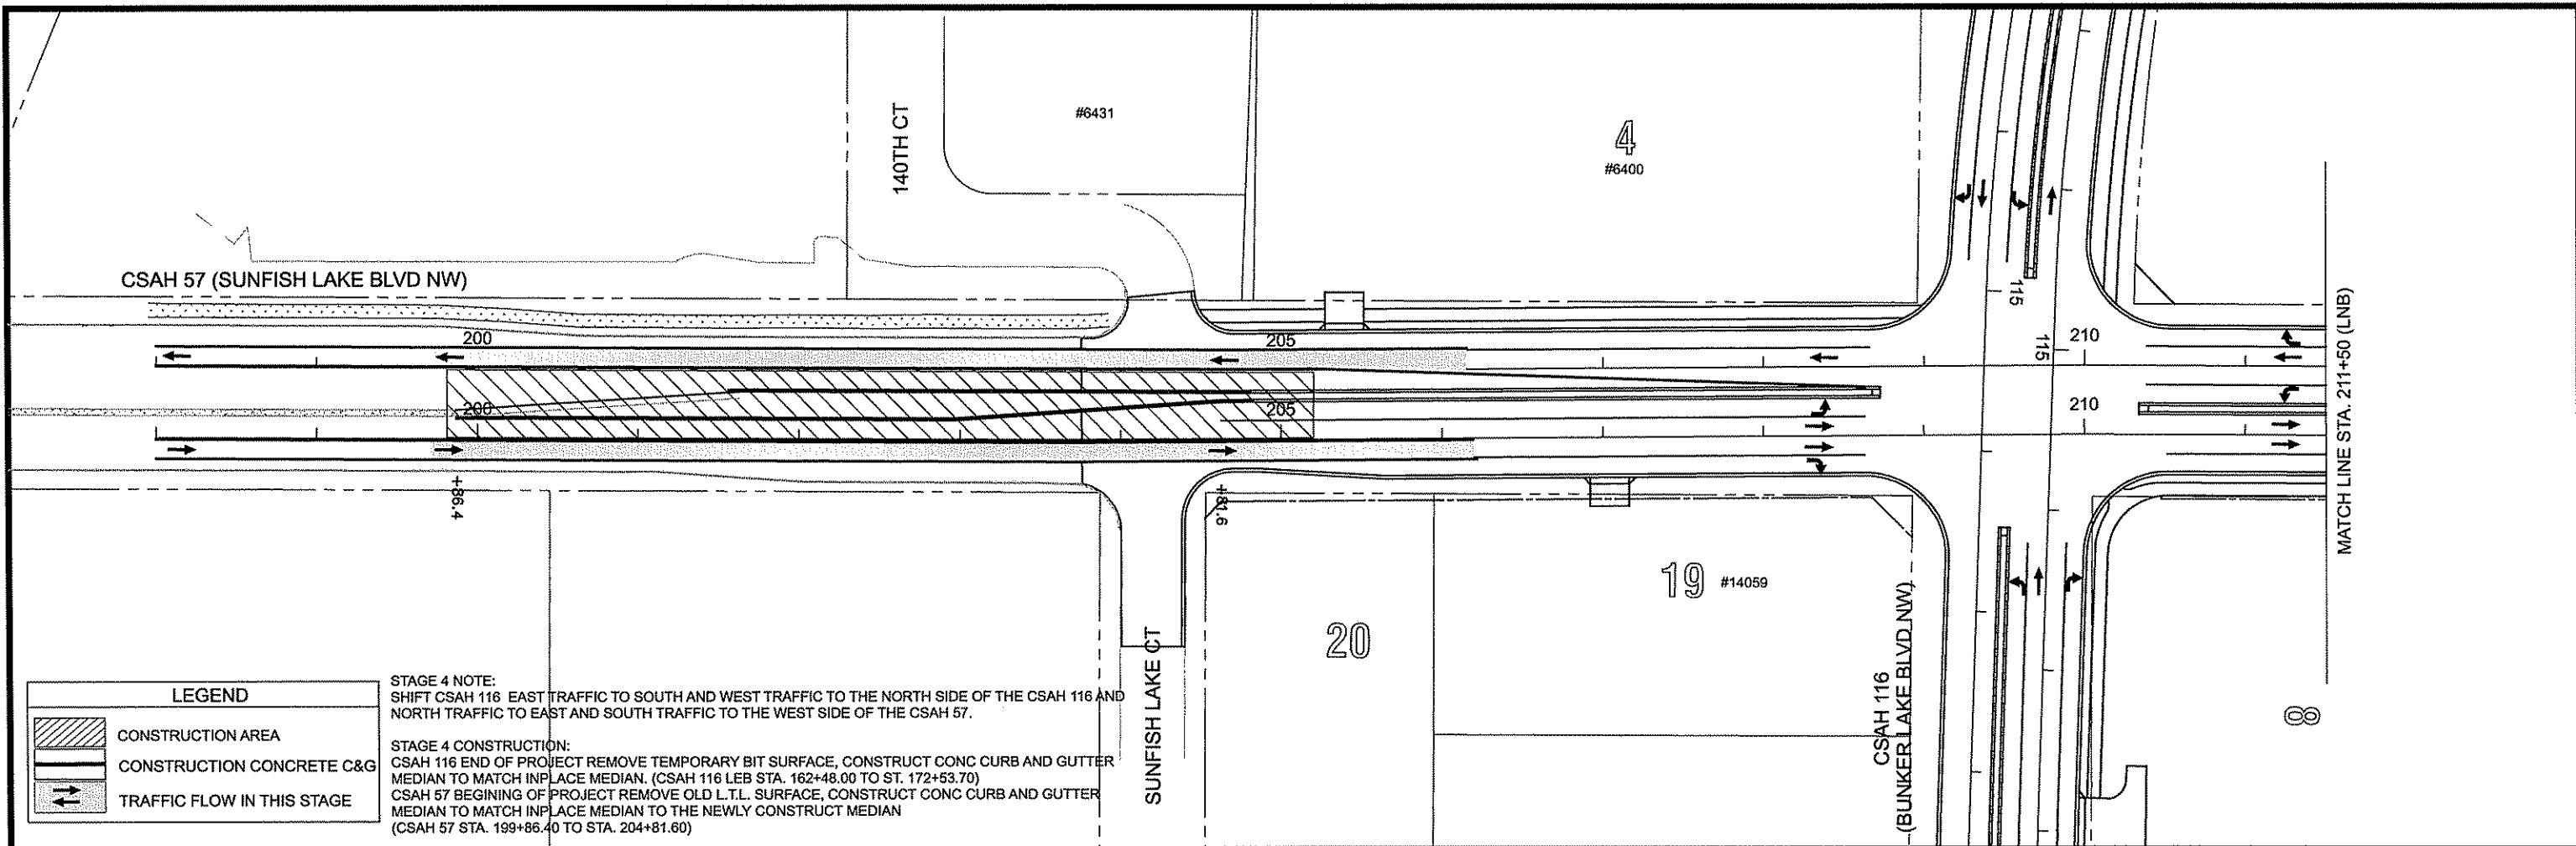 140TH CT
#6431
4
#6400
CSAH 57 (SUNFISH LAKE BLVD NW)
200
205
115
115
210
200
205
210
MATCH LINE STA. 211+50 (LNB)
+86.4
+81.6
19 #14059
20
8
SUNFISH LAKE CT
CSAH 116
(BUNKER LAKE BLVD NW)
LEGEND
CONSTRUCTION AREA
CONSTRUCTION CONCRETE C&G
TRAFFIC FLOW IN THIS STAGE
STAGE 4 NOTE:
SHIFT CSAH 116 EAST TRAFFIC TO SOUTH AND WEST TRAFFIC TO THE NORTH SIDE OF THE CSAH 116 AND
NORTH TRAFFIC TO EAST AND SOUTH TRAFFIC TO THE WEST SIDE OF THE CSAH 57.
STAGE 4 CONSTRUCTION:
CSAH 116 END OF PROJECT REMOVE TEMPORARY BIT SURFACE, CONSTRUCT CONC CURB AND GUTTER
MEDIAN TO MATCH INPLACE MEDIAN. (CSAH 116 LEB STA. 162+48.00 TO ST. 172+53.70)
CSAH 57 BEGINING OF PROJECT REMOVE OLD L.T.L. SURFACE, CONSTRUCT CONC CURB AND GUTTER
MEDIAN TO MATCH INPLACE MEDIAN TO THE NEWLY CONSTRUCT MEDIAN
(CSAH 57 STA. 199+86.40 TO STA. 204+81.60)